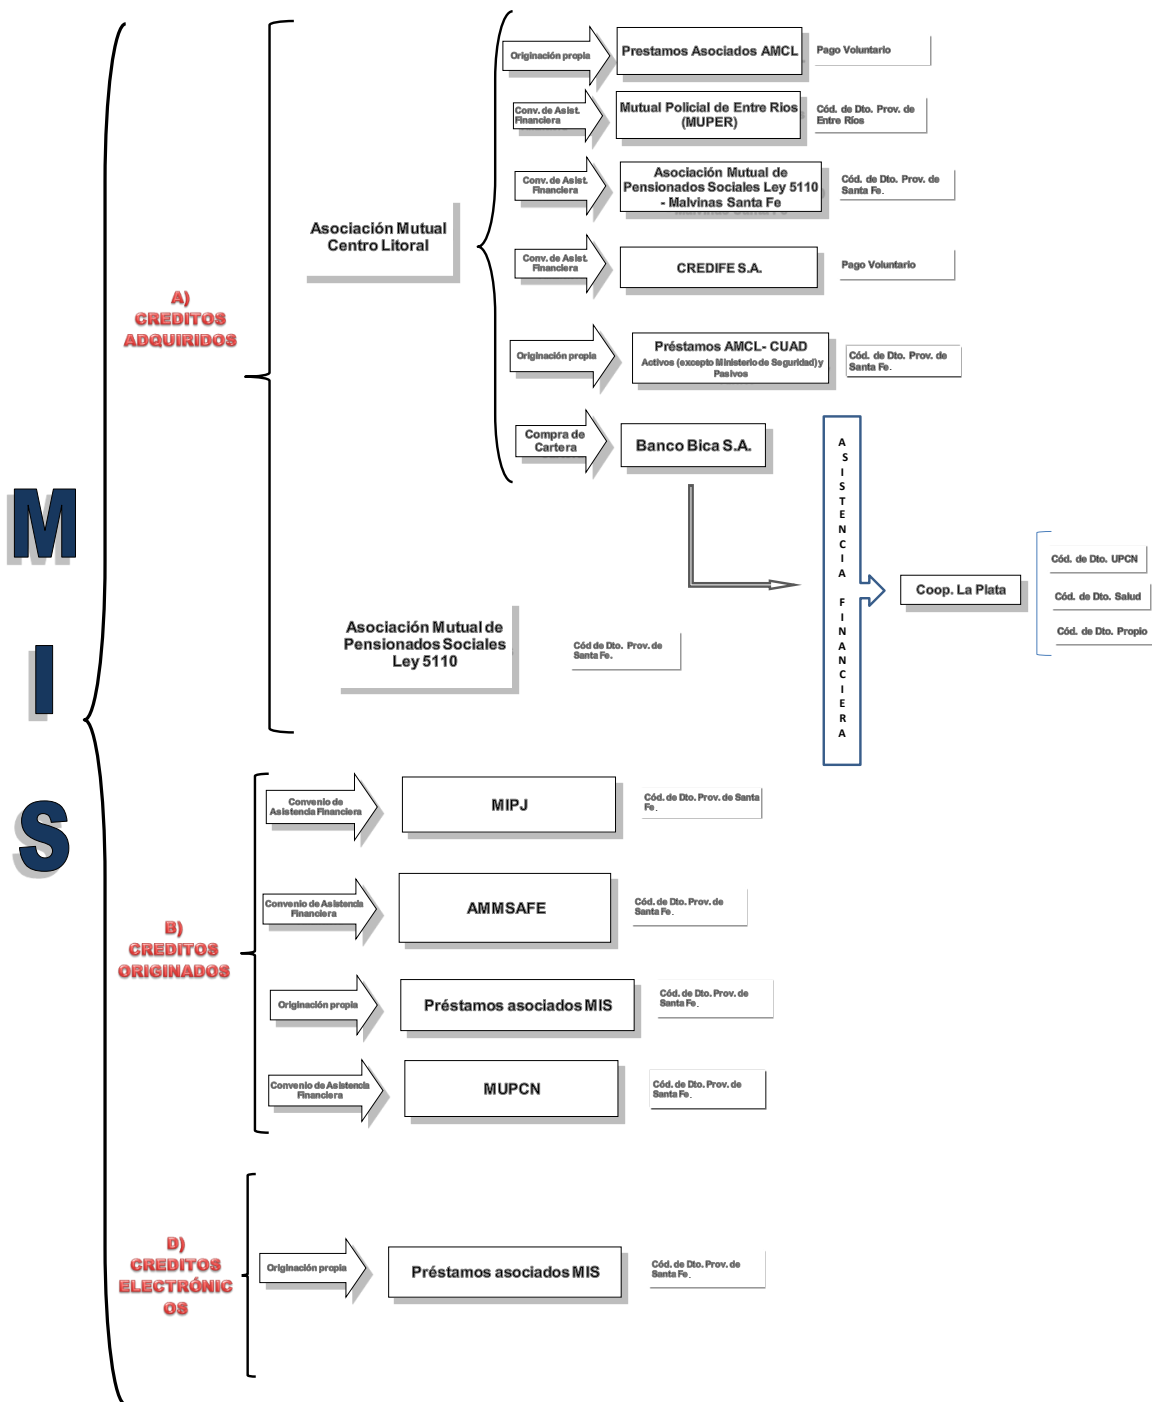 M
I
S
A)
CREDITOS
ADQUIRIDOS
Asociación Mutual
Centro Litoral
Originación propia
Prestamos Asociados AMCL
Pago Voluntario
Conv. de Asist.
Financiera
Mutual Policial de Entre Rios
(MUPER)
Cód. de Dto. Prov. de
Entre Ríos
Conv. de Asist.
Financiera
Asociación Mutual de
Pensionados Sociales Ley 5110
- Malvinas Santa Fe
Cód. de Dto. Prov. de
Santa Fe.
Conv. de Asist.
Financiera
CREDIFE S.A.
Pago Voluntario
Originación propia
Préstamos AMCL- CUAD
Activos (excepto Ministerio de Seguridad) y
Pasivos
Cód. de Dto. Prov. de
Santa Fe.
Compra de
Cartera
Banco Bica S.A.
A
S
I
S
T
E
N
C
I
A
F
I
N
A
N
C
I
E
R
A
Coop. La Plata
Cód. de Dto. UPCN
Cód. de Dto. Salud
Cód. de Dto. Propio
Asociación Mutual de
Pensionados Sociales
Ley 5110
Cód de Dto. Prov. de
Santa Fe.
B)
CREDITOS
ORIGINADOS
Convenio de
Asistencia Financiera
MIPJ
Cód. de Dto. Prov. de Santa
Fe.
Convenio de Asistencia
Financiera
AMMSAFE
Cód. de Dto. Prov. de
Santa Fe.
Originación propia
Préstamos asociados MIS
Cód. de Dto. Prov. de
Santa Fe.
Convenio de Asistencia
Financiera
MUPCN
Cód. de Dto. Prov. de
Santa Fe.
D)
CREDITOS
ELECTRÓNIC
OS
Originación propia
Préstamos asociados MIS
Cód. de Dto. Prov. de
Santa Fe.